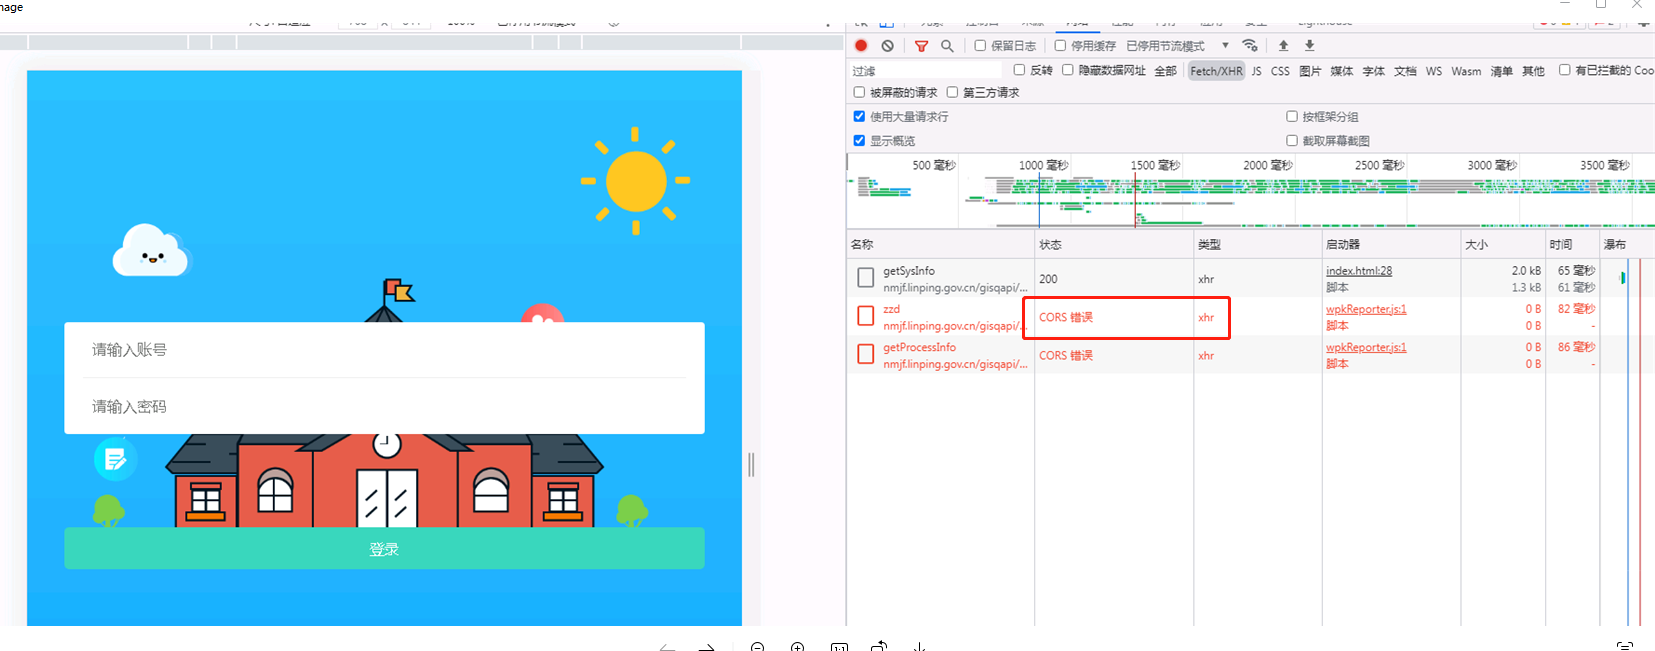 nage
100%
Lighthouse
保留日志
停用缓存
已停用节流模式
过滤
反转
隐藏数据网址
全部
Fetch/XHR
JS
CSS
图片
媒体
字体
文档
WS
Wasm
清单
其他
有已拦截的 Coo
被屏蔽的请求
第三方请求
使用大量请求行
按框架分组
显示概览
截取屏幕截图
500 毫秒
1000 毫秒
1500 毫秒
2000 毫秒
2500 毫秒
3000 毫秒
3500 毫秒
名称
状态
类型
启动器
大小
时间
瀑布
getSysInfo
nmjf.linping.gov.cn/gisqapi/...
200
xhr
index.html:28
脚本
2.0 kB
1.3 kB
65 毫秒
61 毫秒
zzd
nmjf.linping.gov.cn/gisqapi/...
CORS 错误
xhr
wpkReporter.js:1
脚本
0 B
0 B
82 毫秒
-
getProcessInfo
nmjf.linping.gov.cn/gisqapi/...
CORS 错误
xhr
wpkReporter.js:1
脚本
0 B
0 B
86 毫秒
-
请输入账号
请输入密码
登录